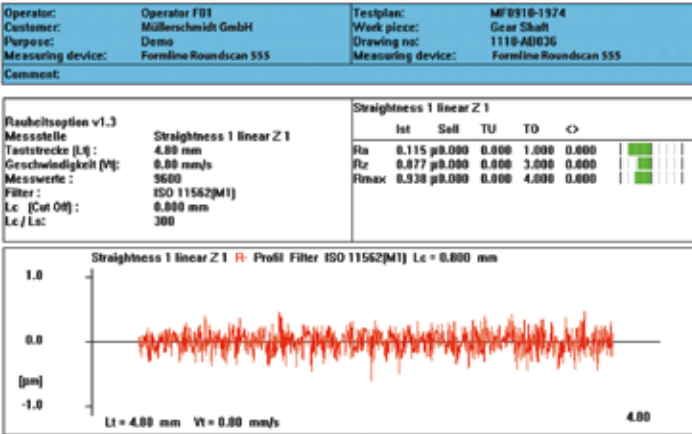 Operator: Operator F01 Testplan: MF0910-1974
Customer: Müllerschmidt GmbH Work piece: Gear Shaft
Purpose: Demo Drawing no: 1110-AD036
Measuring device: Formline Roundscan 555 Measuring device: Formline Roundscan 555
Comment:
Rauheitsoption v1.3
Messstelle Straightness 1 linear Z 1
Taststrecke (Lt) : 4.80 mm
Geschwindigkeit (Vt): 0.80 mm/s
Messwerte : 9600
Filter : ISO 11562(M1)
Lc (Cut Off) : 0.800 mm
Lc / Ls: 300
Straightness 1 linear Z 1
Ist Soll TU TO <>
Ra 0.115 µ0.000 0.000 1.000 0.000
Rz 0.877 µ0.000 0.000 3.000 0.000
Rmax 0.938 µ0.000 0.000 4.000 0.000
Straightness 1 linear Z 1 R- Profil Filter ISO 11562(M1) Lc = 0.800 mm
1.0
0.0
[µm]
-1.0
Lt = 4.80 mm Vt = 0.80 mm/s
4.80